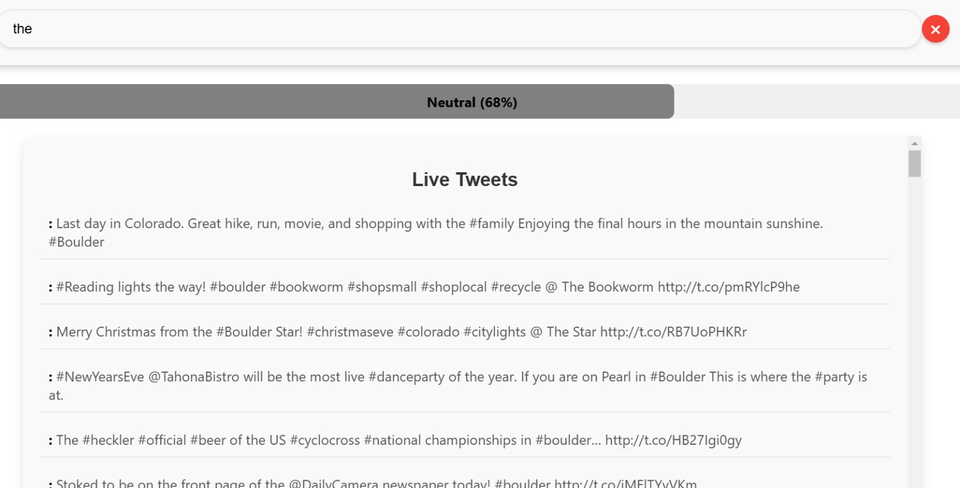 the
Neutral (68%)
Live Tweets
: Last day in Colorado. Great hike, run, movie, and shopping with the #family Enjoying the final hours in the mountain sunshine.
#Boulder
: #Reading lights the way! #boulder #bookworm #shopsmall #shoplocal #recycle @ The Bookworm http://t.co/pmRYlcP9he
: Merry Christmas from the #Boulder Star! #christmaseve #colorado #citylights @ The Star http://t.co/RB7UoPHKRr
: #NewYearsEve @TahonaBistro will be the most live #danceparty of the year. If you are on Pearl in #Boulder This is where the #party is
at.
: The #heckler #official #beer of the US #cyclocross #national championships in #boulder... http://t.co/HB27Igi0gy
: Stoked to be on the front page of the @DailyCamera newspaper today! #boulder